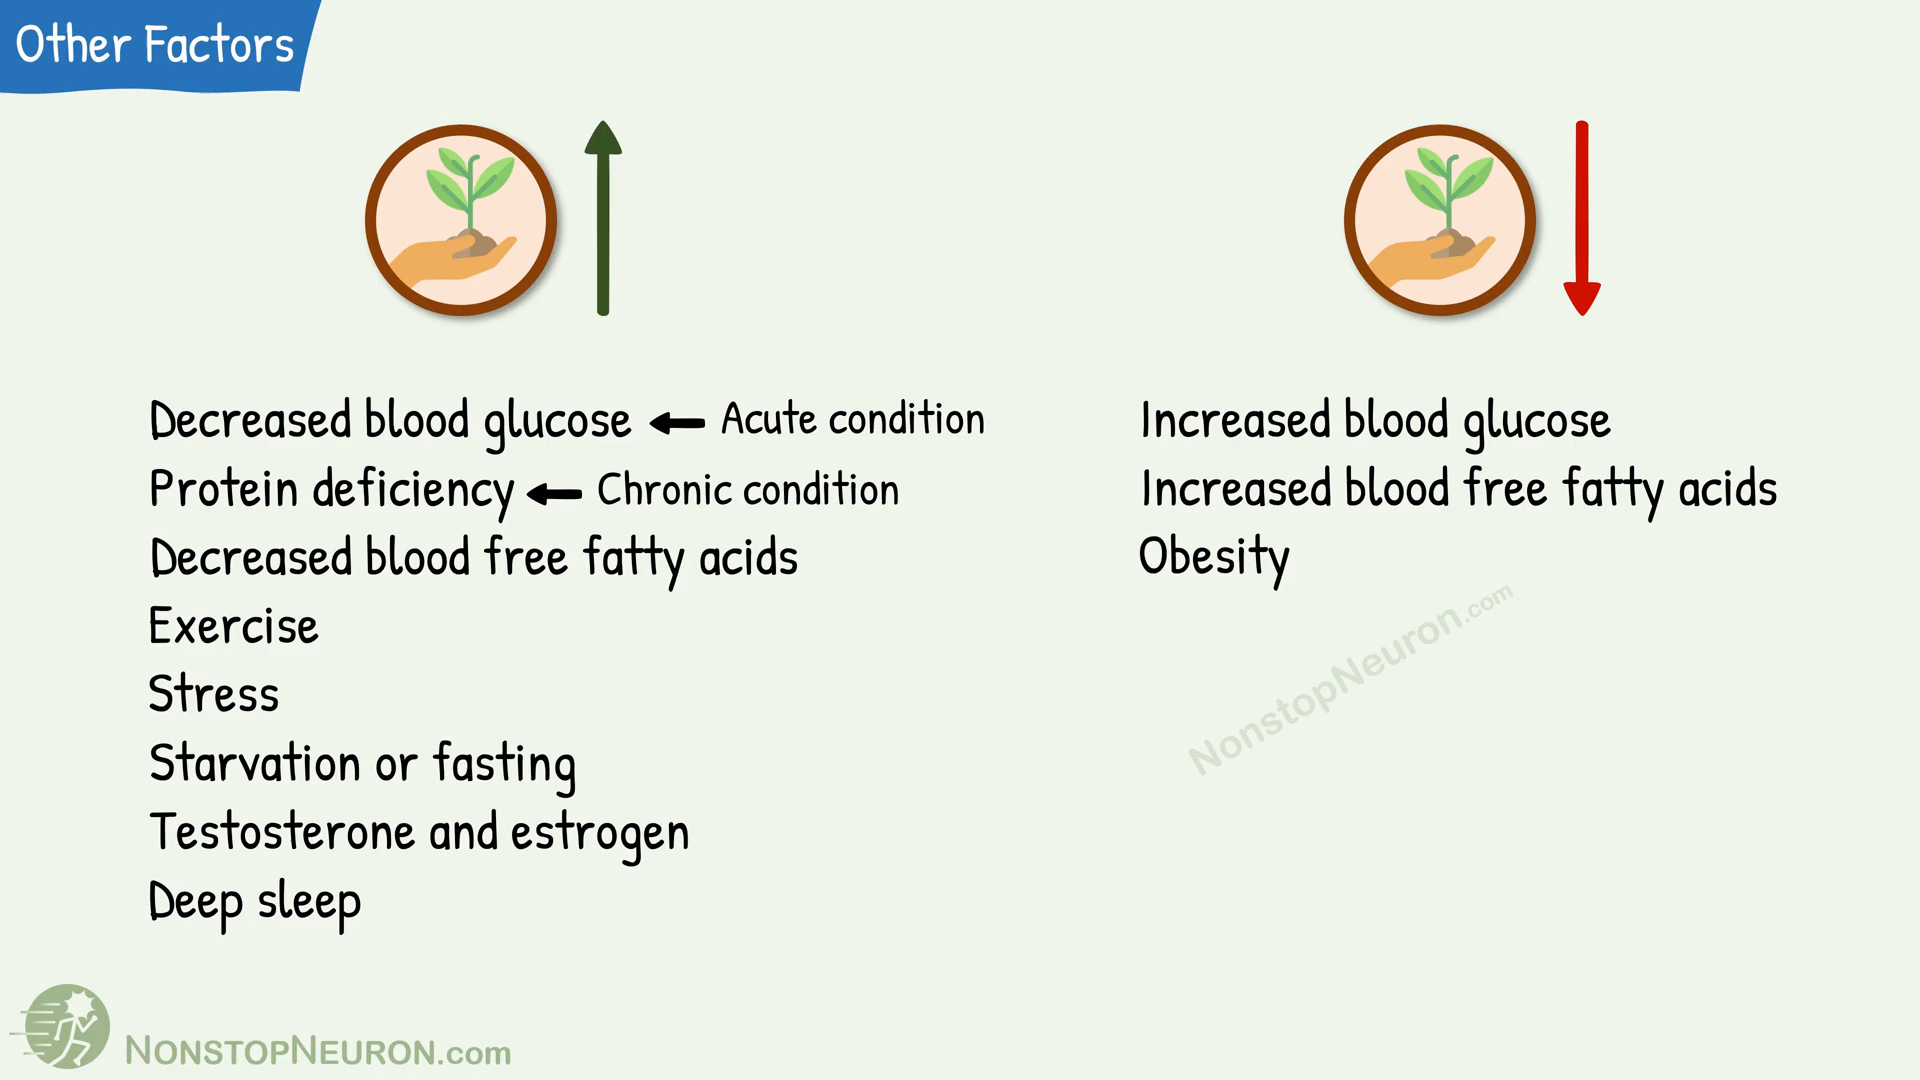 Other Factors
Decreased blood glucose Acute condition
Protein deficiency Chronic condition
Decreased blood free fatty acids
Exercise
Stress
Starvation or fasting
Testosterone and estrogen
Deep sleep
Increased blood glucose
Increased blood free fatty acids
Obesity
NonstopNeuron.com
NONSTOPNEURON.com